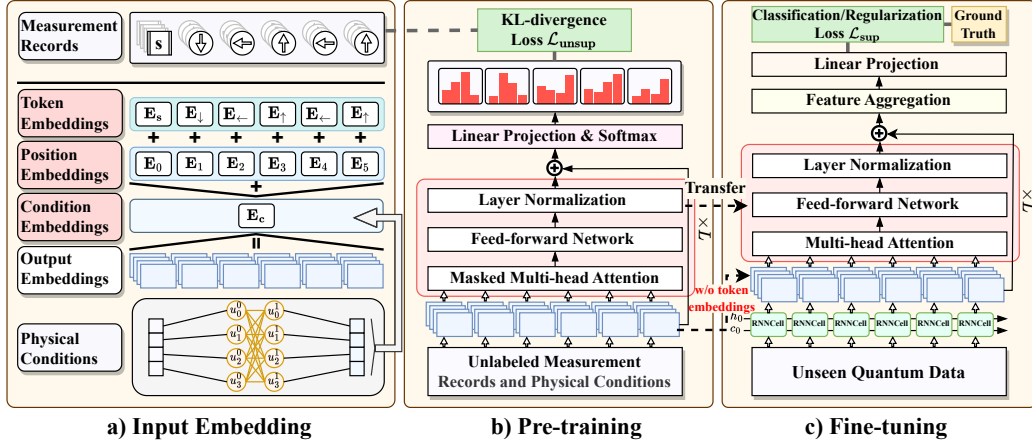 Measurement
Records
s
Token
Embeddings
E_s E_↓ E_← E_↑ E_← E_↑
+ + + + + +
Position
Embeddings
E_0 E_1 E_2 E_3 E_4 E_5
+
Condition
Embeddings
E_c
=
Output
Embeddings
Physical
Conditions
u_0^0 u_0^1
u_1^0 u_1^1
u_2^0 u_2^1
u_3^0 u_3^1
a) Input Embedding
KL-divergence
Loss L_unsup
Linear Projection & Softmax
+
Layer Normalization
Feed-forward Network
Masked Multi-head Attention
×L
Unlabeled Measurement
Records and Physical Conditions
b) Pre-training
Transfer
w/o token
embeddings
Classification/Regularization
Loss L_sup
Ground
Truth
Linear Projection
Feature Aggregation
+
Layer Normalization
Feed-forward Network
Multi-head Attention
×L
h_0
c_0
RNNCell RNNCell RNNCell RNNCell RNNCell RNNCell
Unseen Quantum Data
c) Fine-tuning